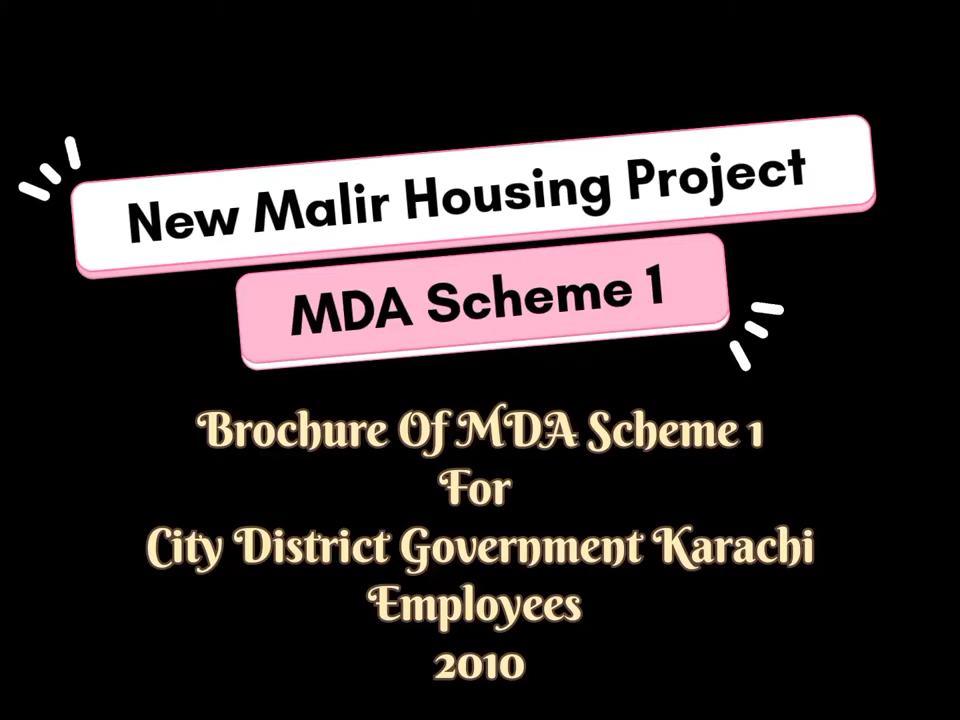 New Malir Housing Project
MDA Scheme 1
Brochure Of MDA Scheme 1
For
City District Government Karachi
Employees
2010